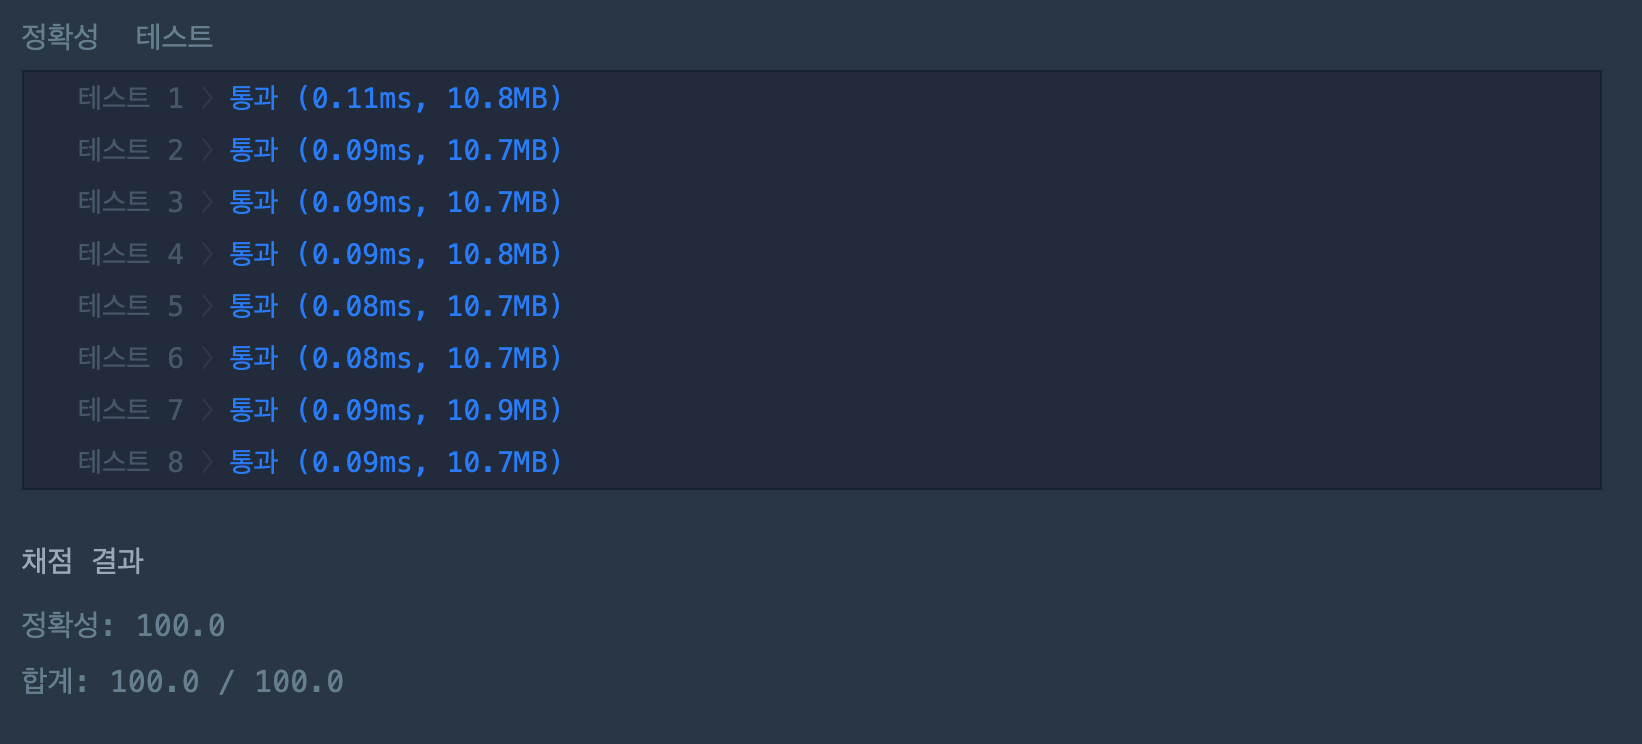 정확성 테스트
테스트 1 〉 통과 (0.11ms, 10.8MB)
테스트 2 〉 통과 (0.09ms, 10.7MB)
테스트 3 〉 통과 (0.09ms, 10.7MB)
테스트 4 〉 통과 (0.09ms, 10.8MB)
테스트 5 〉 통과 (0.08ms, 10.7MB)
테스트 6 〉 통과 (0.08ms, 10.7MB)
테스트 7 〉 통과 (0.09ms, 10.9MB)
테스트 8 〉 통과 (0.09ms, 10.7MB)
채점 결과
정확성: 100.0
합계: 100.0 / 100.0